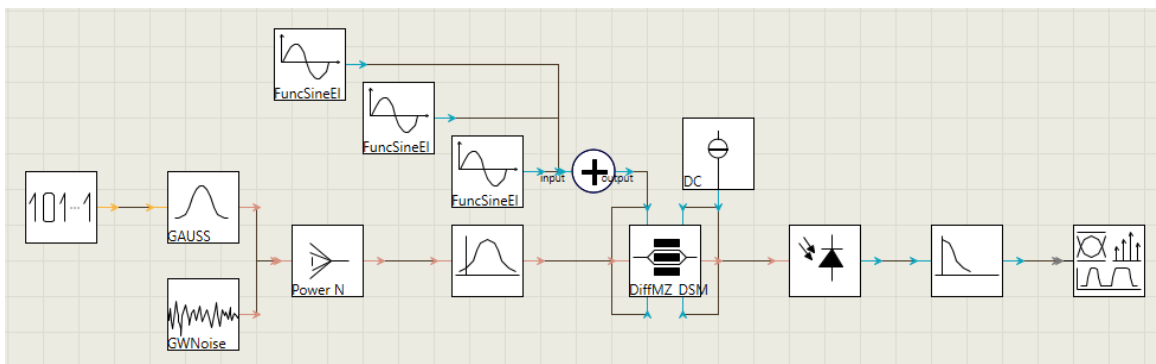 FuncSineEl
FuncSineEl
FuncSineEl
input
output
DC
101...1
GAUSS
Power N
DiffMZ_DSM
GWNoise